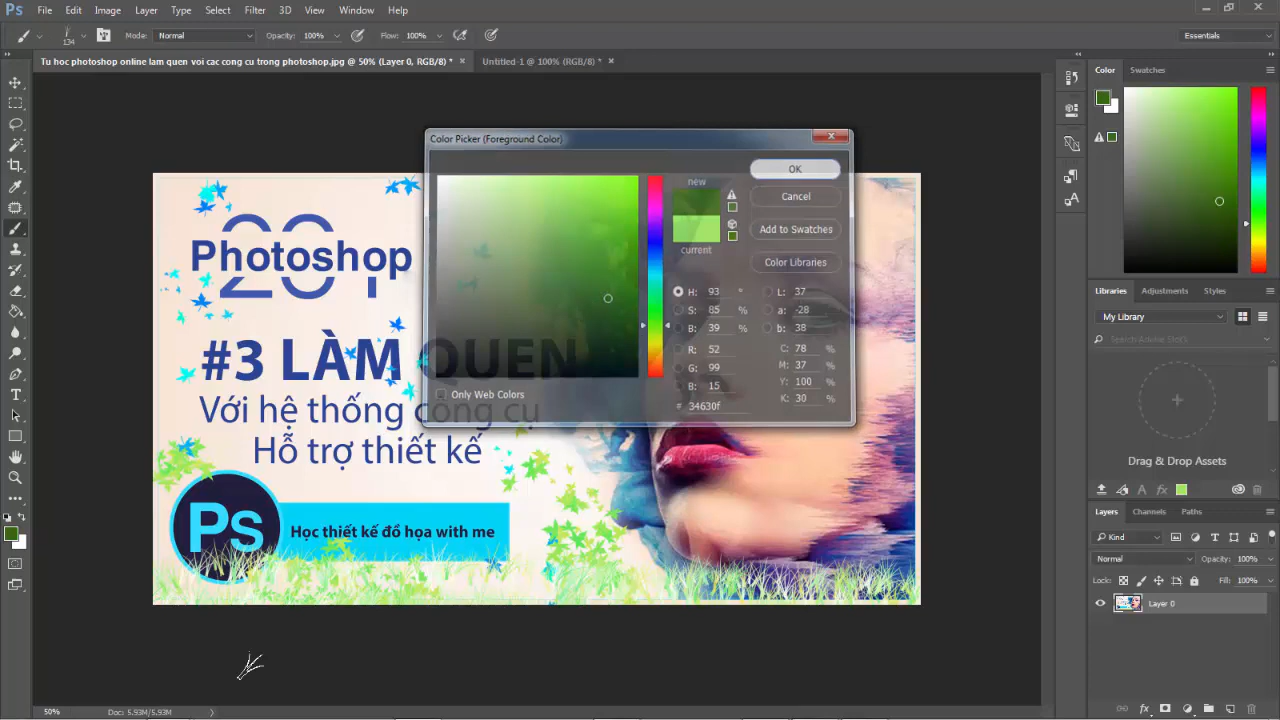 Ps File Edit Image Layer Type Select Filter 3D View Window Help
134 Mode: Normal Opacity: 100% Flow: 100% Essentials
Tu hoc photoshop online lam quen voi cac cong cu trong photoshop.jpg @ 50% (Layer 0, RGB/8) * × Untitled-1 @ 100% (RGB/8) * ×
Color Swatches
Color Picker (Foreground Color)
OK
new
Cancel
Add to Swatches
current
Color Libraries
H: 93 ° L: 37
S: 85 % a: -28
B: 39 % b: 38
R: 52 C: 78 %
G: 99 M: 37 %
B: 15 Y: 100 %
# 34630f K: 30 %
Only Web Colors
Photoshop
#3 LÀM QUEN
Với hệ thống công cụ
Hỗ trợ thiết kế
Ps
Học thiết kế đồ họa with me
Libraries Adjustments Styles
My Library
Search Adobe Stock
Drag & Drop Assets
Layers Channels Paths
Kind
Normal Opacity: 100%
Lock: Fill: 100%
Layer 0
50% Doc: 5.93M/5.93M